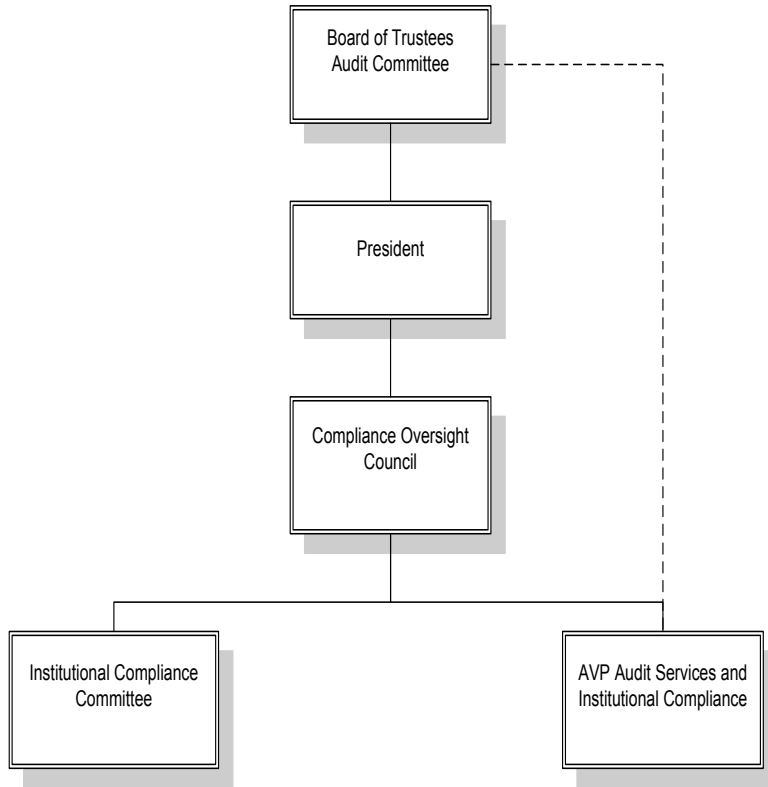 Board of Trustees
Audit Committee
President
Compliance Oversight
Council
Institutional Compliance
Committee
AVP Audit Services and
Institutional Compliance